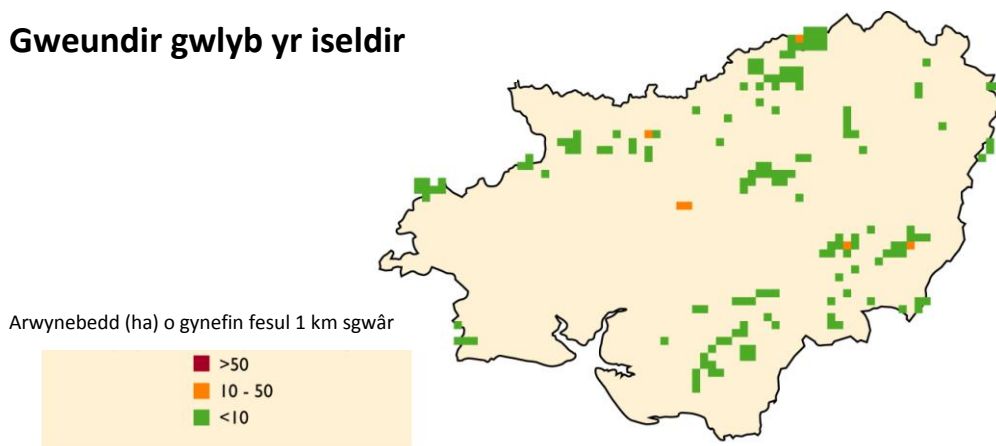 Gweundir gwlyb yr iseldir
Arwynebedd (ha) o gynefin fesul 1 km sgwâr
>50
10 - 50
<10